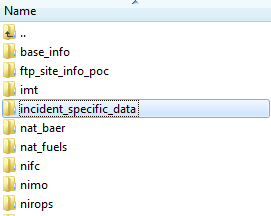 Name
..
base_info
ftp_site_info_poc
imt
incident_specific_data
nat_baer
nat_fuels
nifc
nimo
nirops